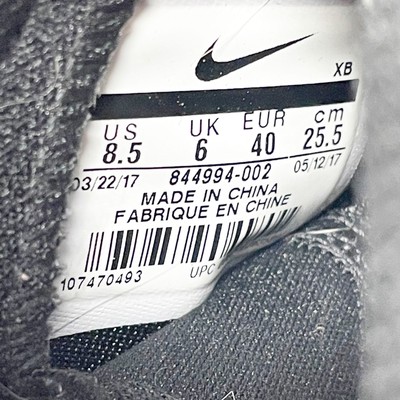 XB
US UK EUR cm
8.5 6 40 25.5
03/22/17 844994-002 05/12/17
MADE IN CHINA
FABRIQUE EN CHINE
107470493 UPC